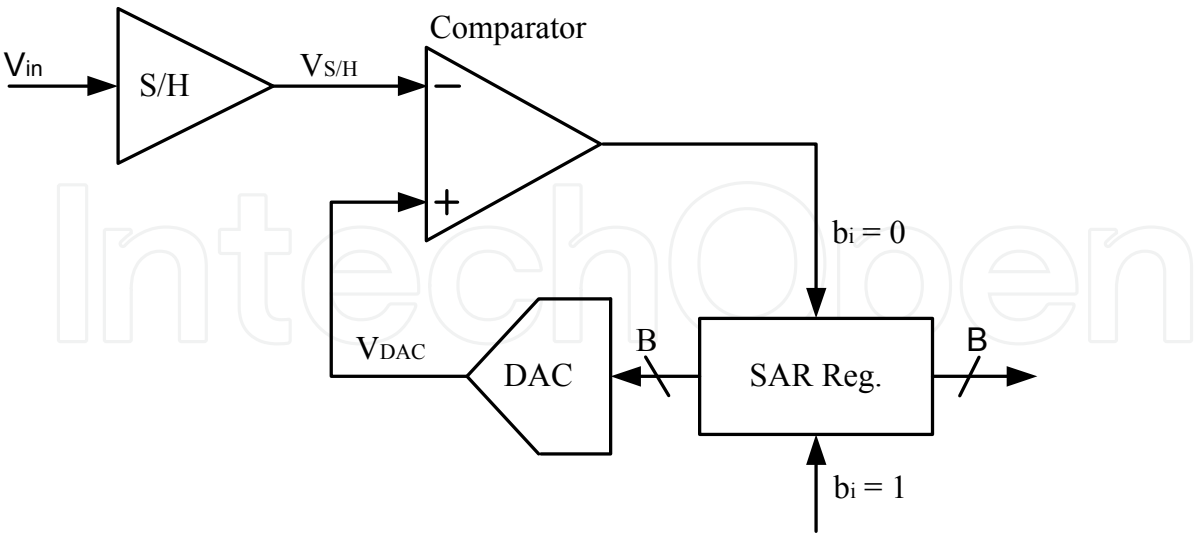 Comparator
Vin
S/H
VS/H
−
+
bi = 0
IntechOpen
VDAC
DAC
B
SAR Reg.
B
bi = 1